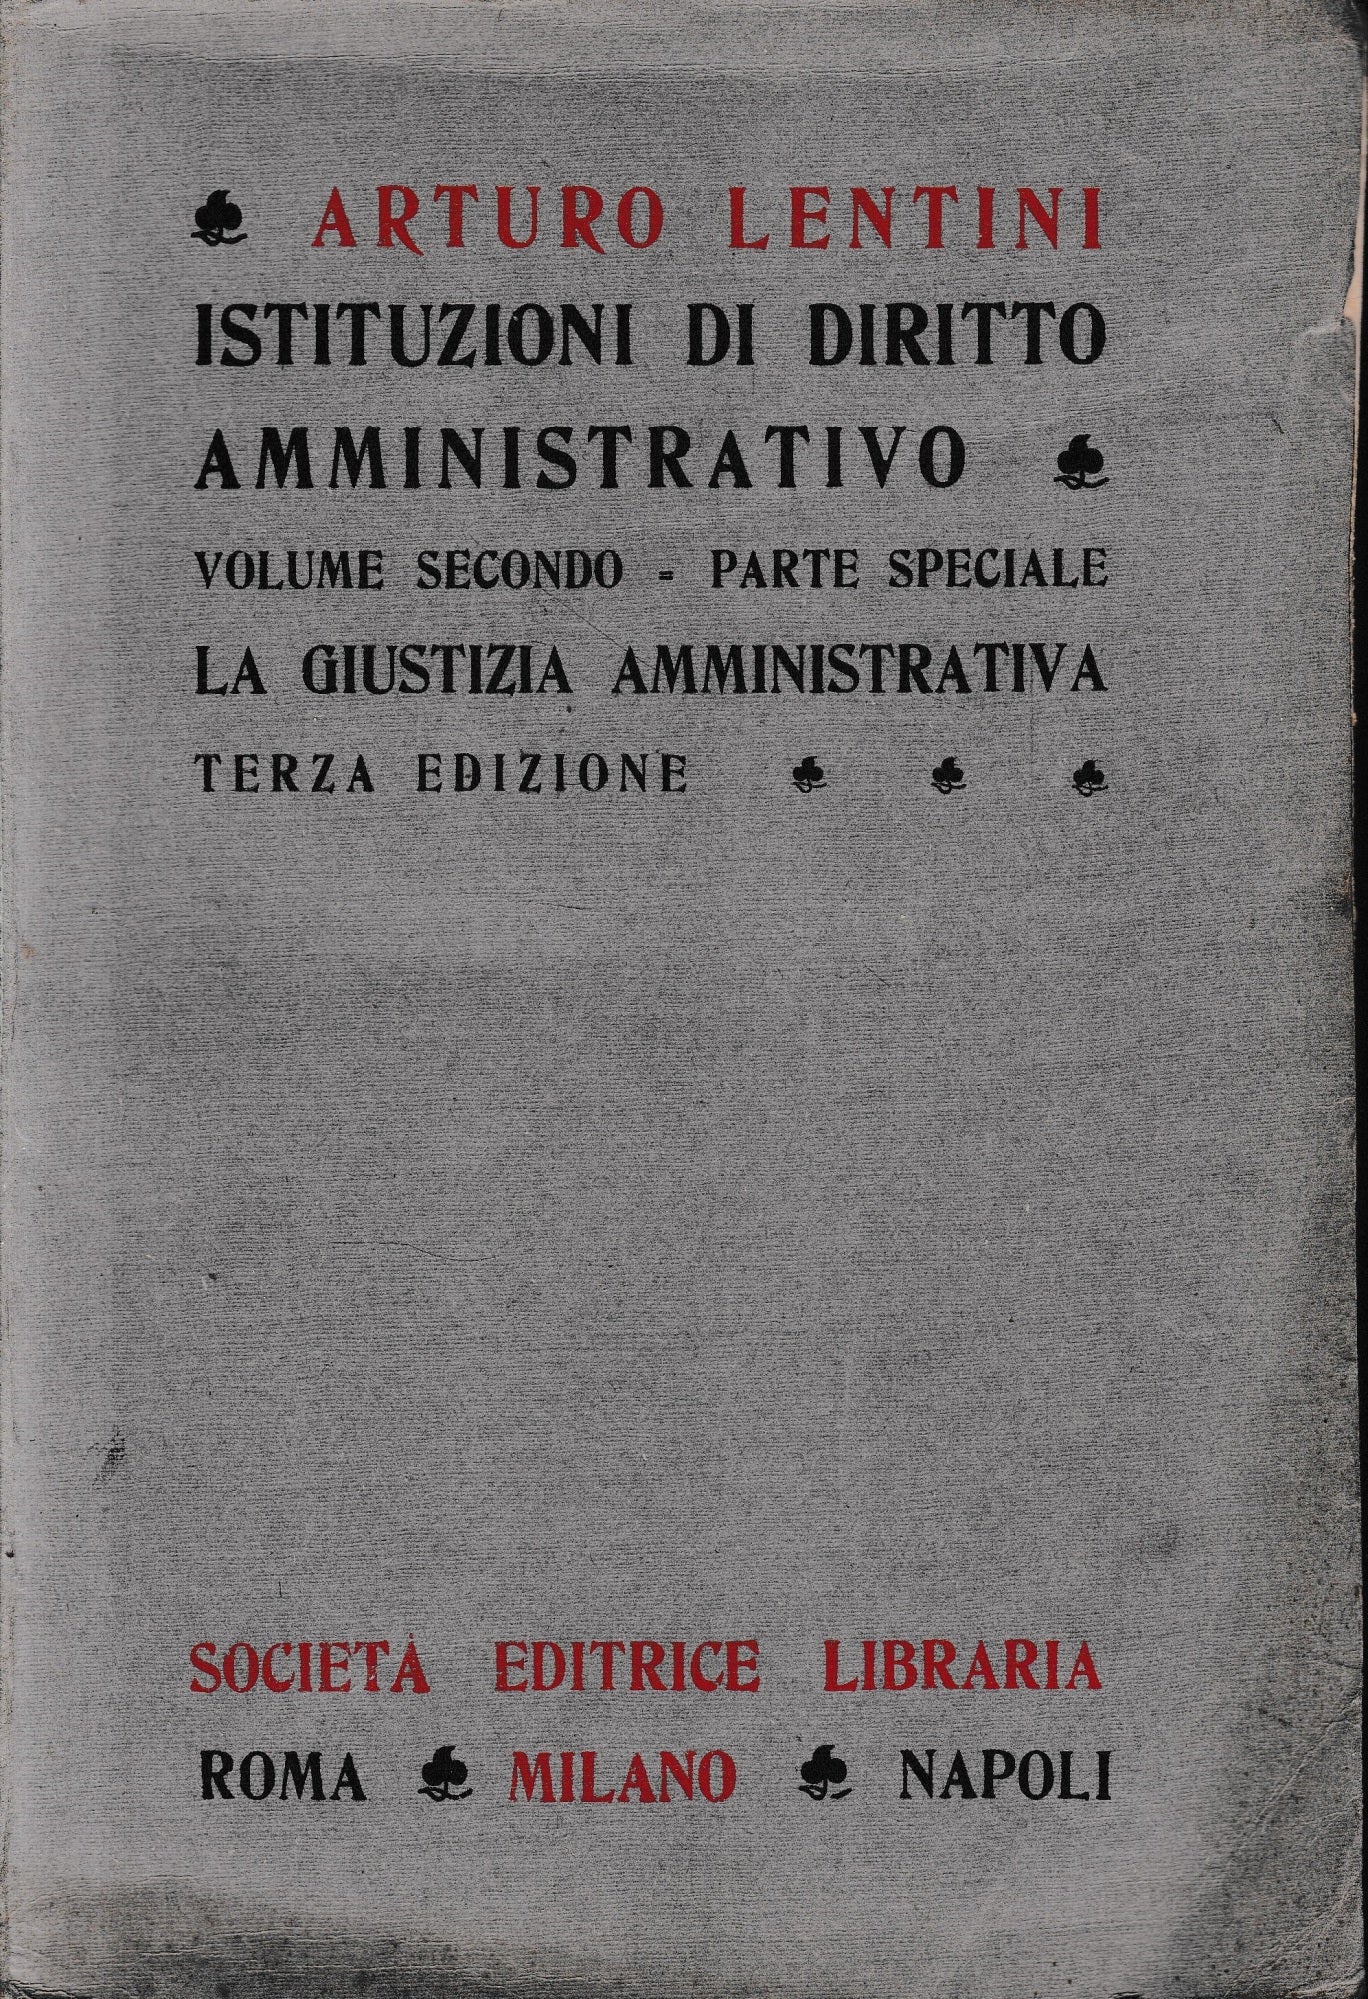 ARTURO LENTINI
ISTITUZIONI DI DIRITTO
AMMINISTRATIVO
VOLUME SECONDO = PARTE SPECIALE
LA GIUSTIZIA AMMINISTRATIVA
TERZA EDIZIONE
SOCIETÀ EDITRICE LIBRARIA
ROMA MILANO NAPOLI